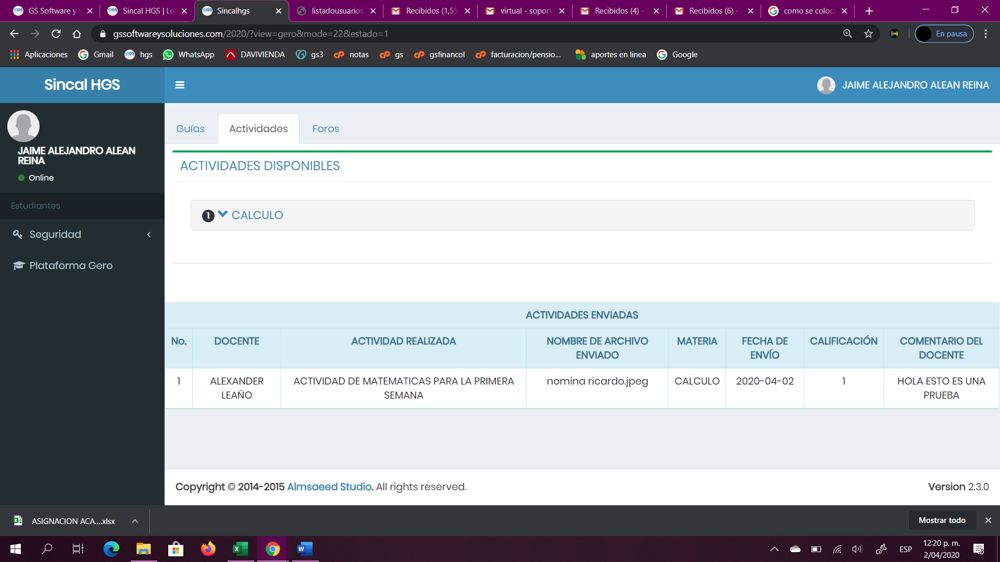 GS Software y s
Sincal HGS | Lo
Sincalhgs
listadousuarios
Recibidos (1,55
virtual - soport
Recibidos (4) -
Recibidos (6) -
como se coloca
gssoftwareysoluciones.com/2020/?view=gero&mode=22&estado=1
En pausa
Aplicaciones
Gmail
hgs
WhatsApp
DAVIVIENDA
gs3
notas
gs
gsfinancol
facturacion/pensio...
aportes en linea
Google
Sincal HGS
JAIME ALEJANDRO ALEAN REINA
JAIME ALEJANDRO ALEAN
REINA
Online
Estudiantes
Seguridad
Plataforma Gero
Guías
Actividades
Foros
ACTIVIDADES DISPONIBLES
1 CALCULO
ACTIVIDADES ENVIADAS
No.
DOCENTE
ACTIVIDAD REALIZADA
NOMBRE DE ARCHIVO
ENVIADO
MATERIA
FECHA DE
ENVÍO
CALIFICACIÓN
COMENTARIO DEL
DOCENTE
1
ALEXANDER
LEAÑO
ACTIVIDAD DE MATEMATICAS PARA LA PRIMERA
SEMANA
nomina ricardo.jpeg
CALCULO
2020-04-02
1
HOLA ESTO ES UNA
PRUEBA
Copyright © 2014-2015 Almsaeed Studio. All rights reserved.
Version 2.3.0
ASIGNACION ACA....xlsx
Mostrar todo
ESP
12:20 p. m.
2/04/2020